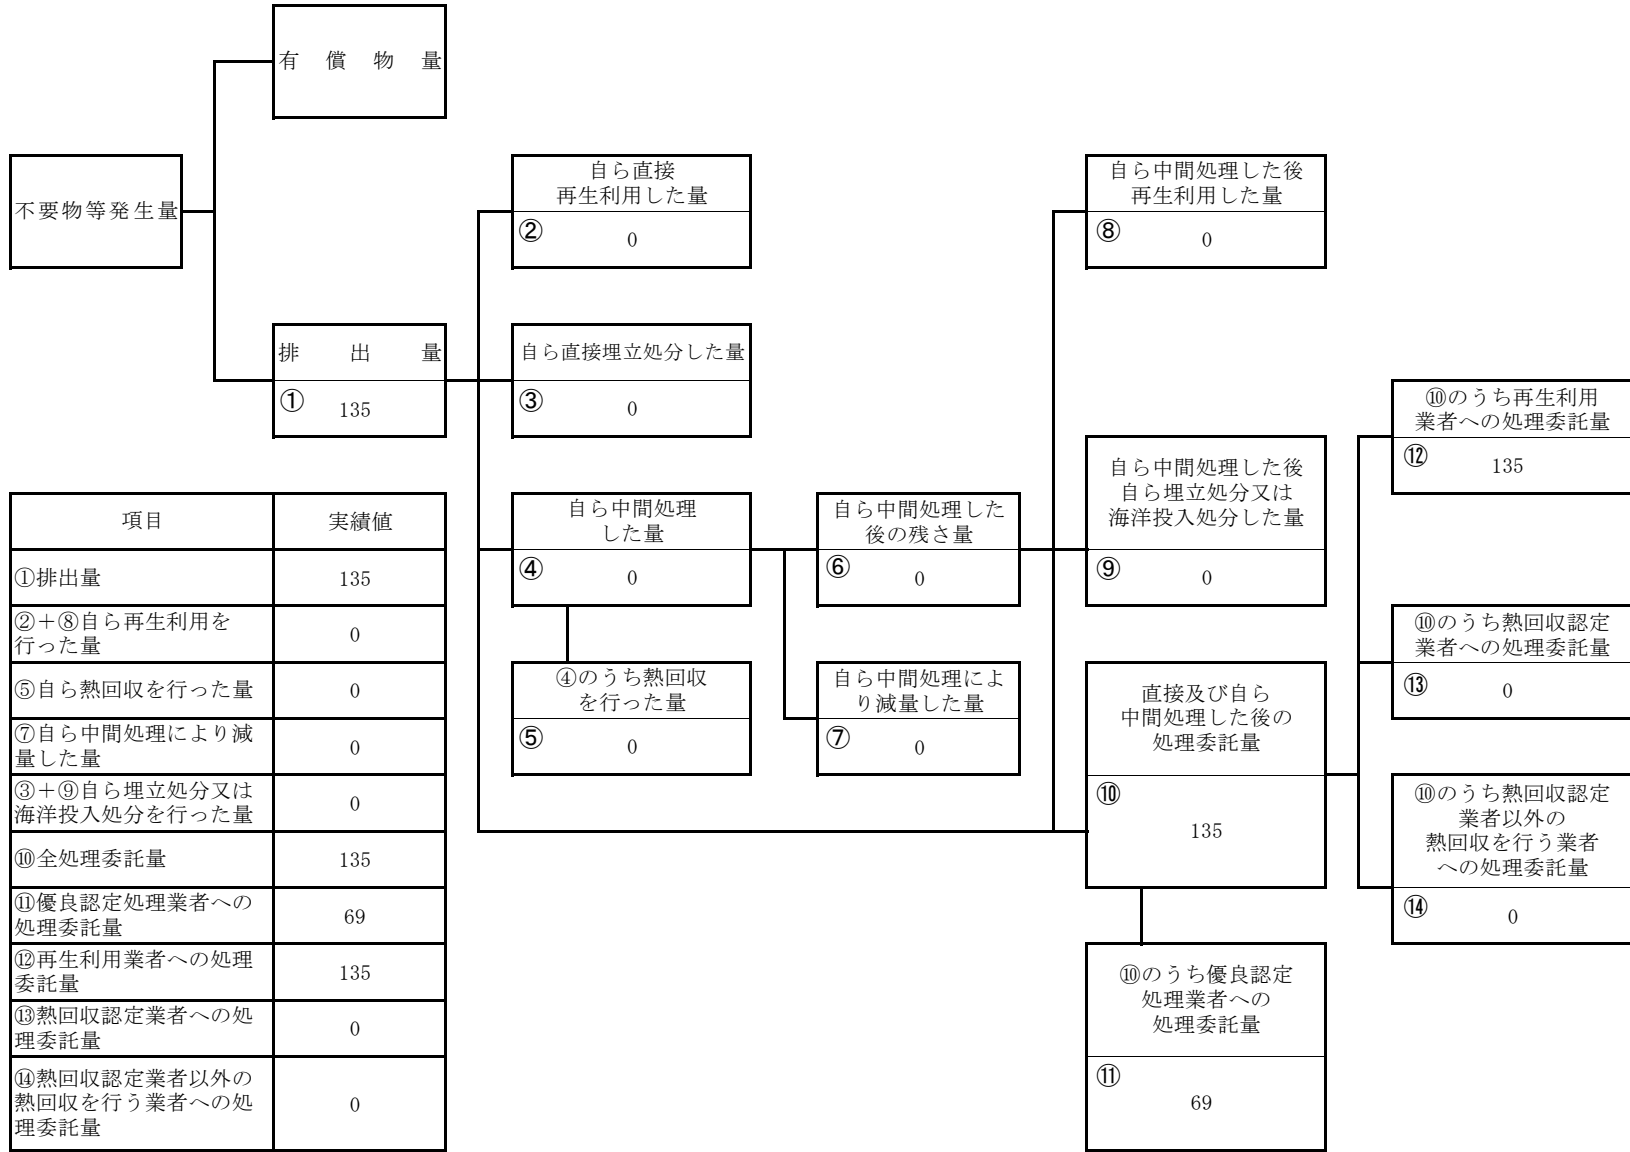 有償物量
不要物等発生量
排出量
① 135
自ら直接
再生利用した量
② 0
自ら直接埋立処分した量
③ 0
自ら中間処理
した量
④ 0
④のうち熱回収
を行った量
⑤ 0
自ら中間処理した
後の残さ量
⑥ 0
自ら中間処理によ
り減量した量
⑦ 0
自ら中間処理した後
再生利用した量
⑧ 0
自ら中間処理した後
自ら埋立処分又は
海洋投入処分した量
⑨ 0
直接及び自ら
中間処理した後の
処理委託量
⑩
135
⑩のうち優良認定
処理業者への
処理委託量
⑪
69
⑩のうち再生利用
業者への処理委託量
⑫ 135
⑩のうち熱回収認定
業者への処理委託量
⑬ 0
⑩のうち熱回収認定
業者以外の
熱回収を行う業者
への処理委託量
⑭ 0
項目 実績値
①排出量 135
②＋⑧自ら再生利用を
行った量 0
⑤自ら熱回収を行った量 0
⑦自ら中間処理により減
量した量 0
③＋⑨自ら埋立処分又は
海洋投入処分を行った量 0
⑩全処理委託量 135
⑪優良認定処理業者への
処理委託量 69
⑫再生利用業者への処理
委託量 135
⑬熱回収認定業者への処
理委託量 0
⑭熱回収認定業者以外の
熱回収を行う業者への処
理委託量 0